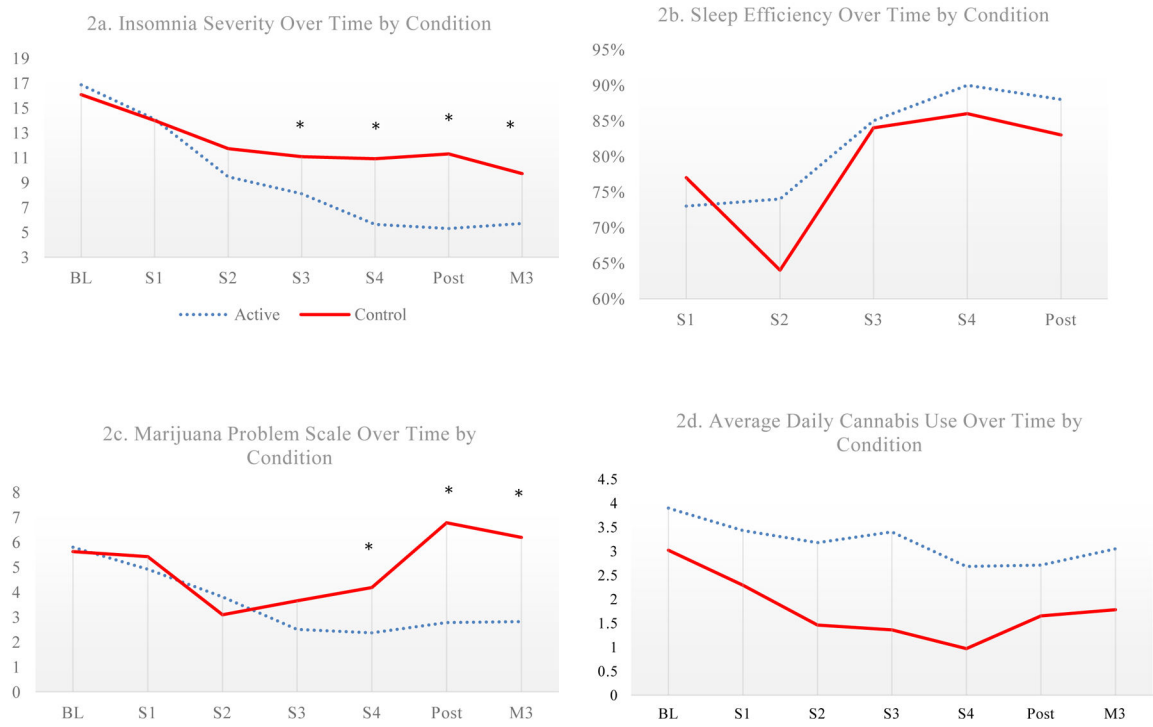 2a. Insomnia Severity Over Time by Condition
19
17
15
13
11
9
7
5
3
* * * *
BL S1 S2 S3 S4 Post M3
Active Control
2b. Sleep Efficiency Over Time by Condition
95%
90%
85%
80%
75%
70%
65%
60%
S1 S2 S3 S4 Post
2c. Marijuana Problem Scale Over Time by
Condition
8
7
6
5
4
3
2
1
0
* * *
BL S1 S2 S3 S4 Post M3
2d. Average Daily Cannabis Use Over Time by
Condition
4.5
4
3.5
3
2.5
2
1.5
1
0.5
0
BL S1 S2 S3 S4 Post M3